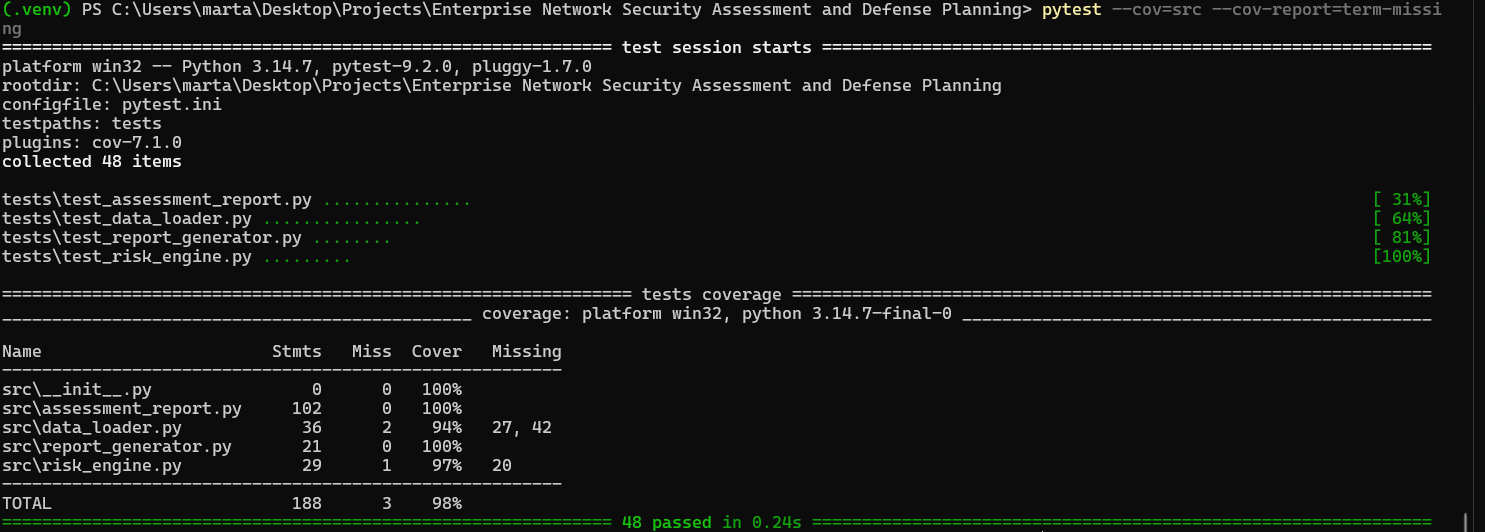 (.venv) PS C:\Users\marta\Desktop\Projects\Enterprise Network Security Assessment and Defense Planning> pytest --cov=src --cov-report=term-missi
ng
============================================================= test session starts =============================================================
platform win32 -- Python 3.14.7, pytest-9.2.0, pluggy-1.7.0
rootdir: C:\Users\marta\Desktop\Projects\Enterprise Network Security Assessment and Defense Planning
configfile: pytest.ini
testpaths: tests
plugins: cov-7.1.0
collected 48 items

tests\test_assessment_report.py ...............                                                                                          [ 31%]
tests\test_data_loader.py ................                                                                                               [ 64%]
tests\test_report_generator.py ........                                                                                                  [ 81%]
tests\test_risk_engine.py .........                                                                                                      [100%]

=============================================================== tests coverage ================================================================
_______________________________________________ coverage: platform win32, python 3.14.7-final-0 _______________________________________________

Name                       Stmts   Miss  Cover   Missing
--------------------------------------------------------
src\__init__.py                0      0   100%
src\assessment_report.py     102      0   100%
src\data_loader.py            36      2    94%   27, 42
src\report_generator.py       21      0   100%
src\risk_engine.py            29      1    97%   20
--------------------------------------------------------
TOTAL                        188      3    98%
============================================================= 48 passed in 0.24s ==============================================================